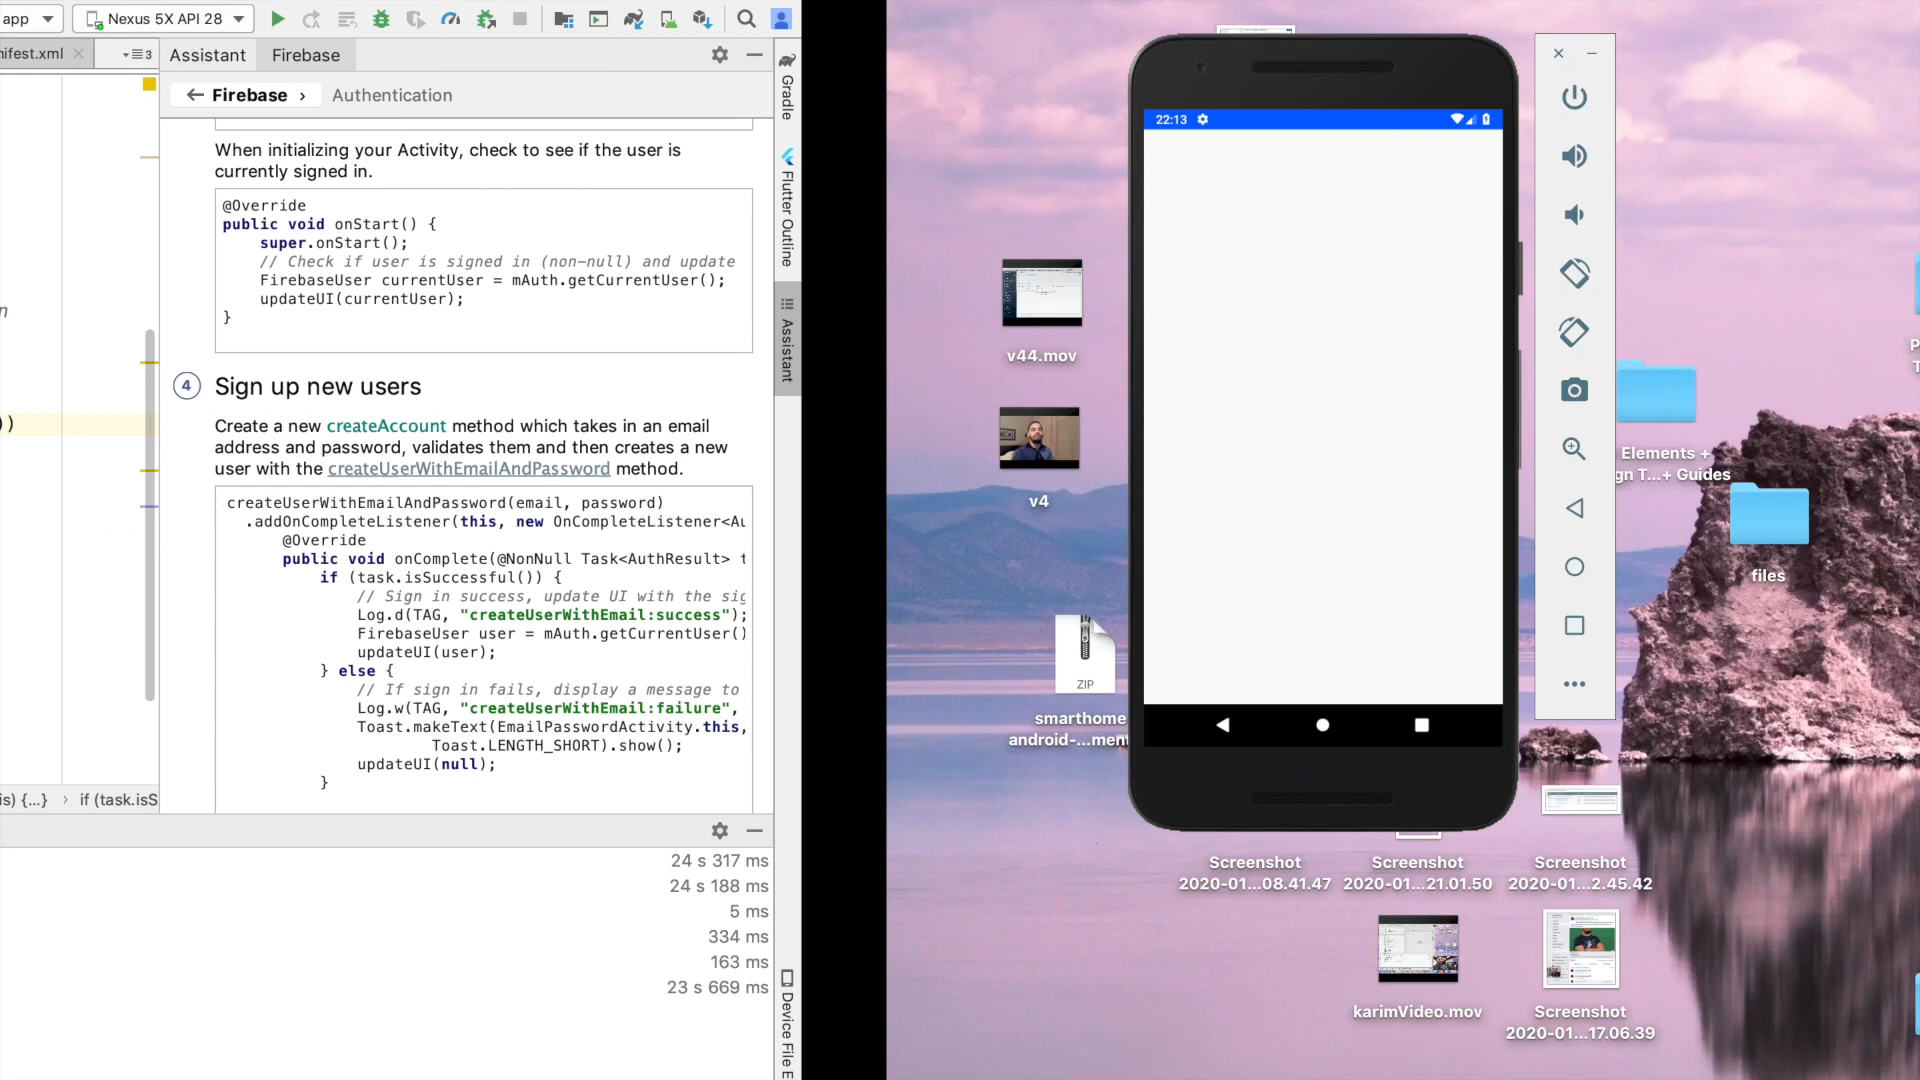 app
Nexus 5X API 28
nifest.xml
3
Assistant
Firebase
Firebase
Authentication
When initializing your Activity, check to see if the user is
currently signed in.
@Override
public void onStart() {
super.onStart();
// Check if user is signed in (non-null) and update
FirebaseUser currentUser = mAuth.getCurrentUser();
updateUI(currentUser);
}
4
Sign up new users
Create a new createAccount method which takes in an email
address and password, validates them and then creates a new
user with the createUserWithEmailAndPassword method.
createUserWithEmailAndPassword(email, password)
.addOnCompleteListener(this, new OnCompleteListener<Au
@Override
public void onComplete(@NonNull Task<AuthResult> t
if (task.isSuccessful()) {
// Sign in success, update UI with the sig
Log.d(TAG, "createUserWithEmail:success");
FirebaseUser user = mAuth.getCurrentUser()
updateUI(user);
} else {
// If sign in fails, display a message to
Log.w(TAG, "createUserWithEmail:failure",
Toast.makeText(EmailPasswordActivity.this,
Toast.LENGTH_SHORT).show();
updateUI(null);
}
n
))
is) {...} › if (task.isS
24 s 317 ms
24 s 188 ms
5 ms
334 ms
163 ms
23 s 669 ms
Gradle
Flutter Outline
Assistant
Device File E
22:13
v44.mov
v4
ZIP
smarthome
android-...men
Elements +
gn T...+ Guides
files
P
T
Screenshot
2020-01...08.41.47
Screenshot
2020-01...21.01.50
Screenshot
2020-01...2.45.42
karimVideo.mov
Screenshot
2020-01...17.06.39